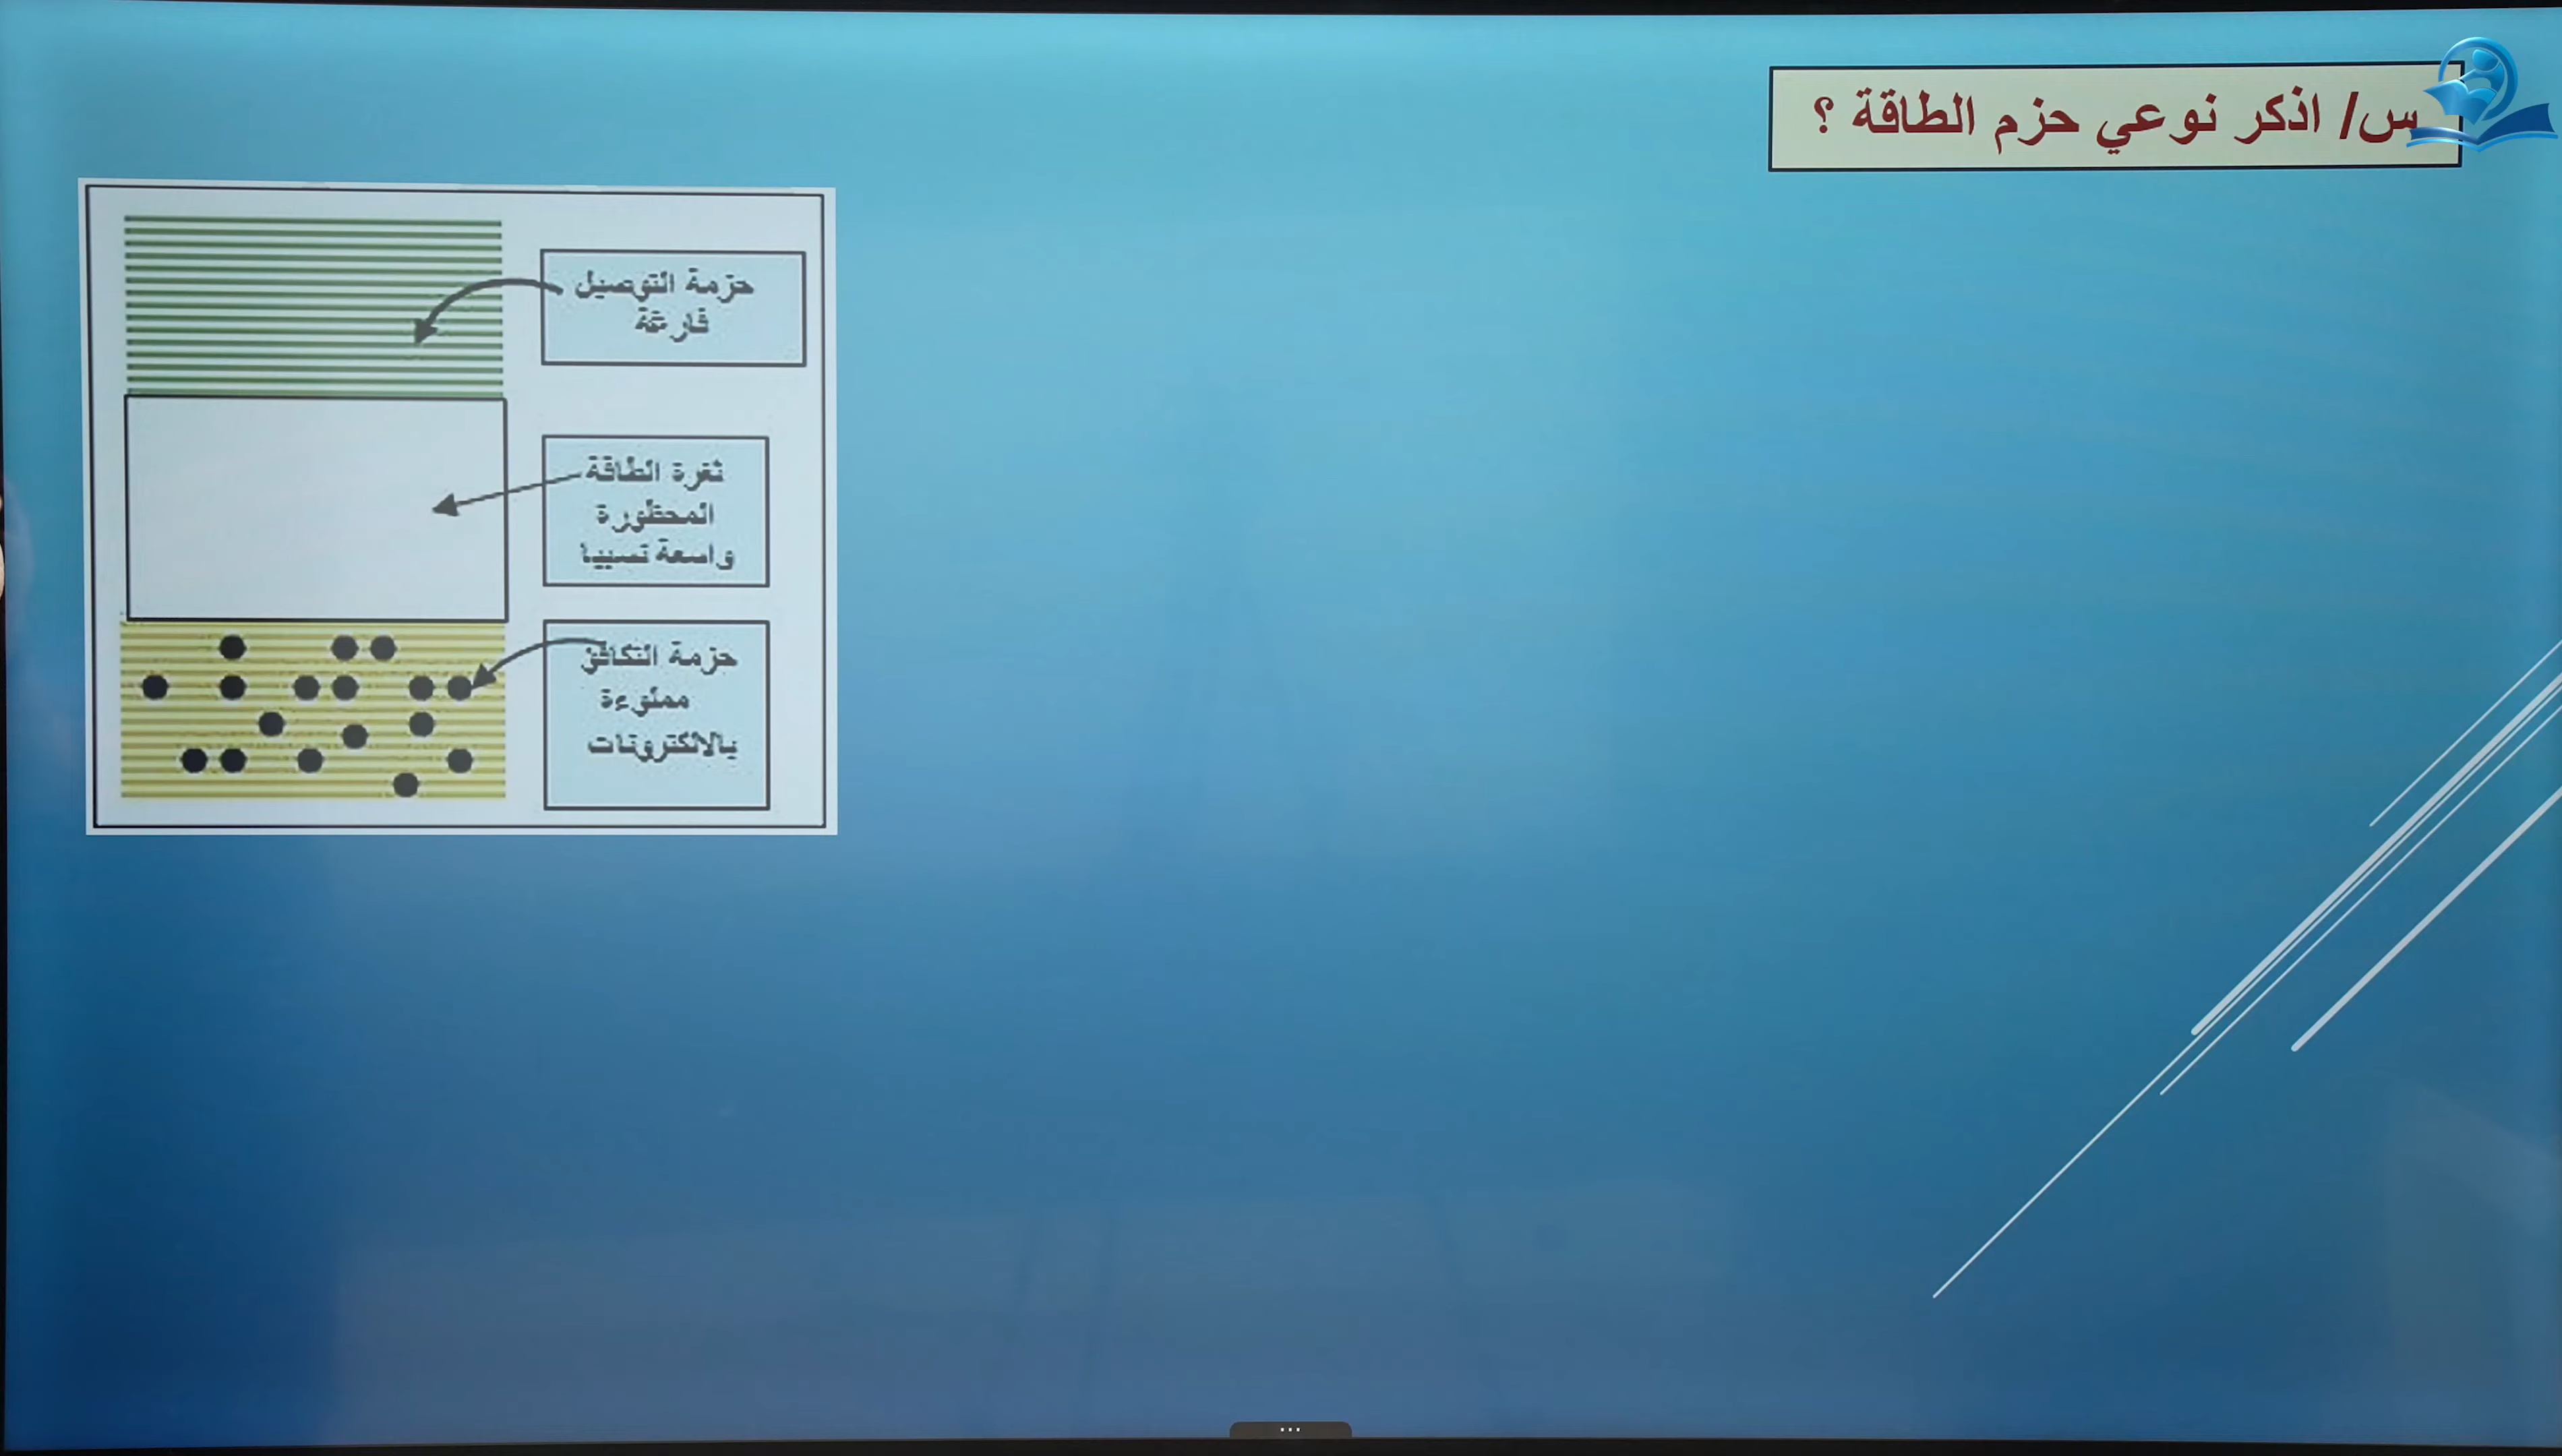 س/ اذكر نوعي حزم الطاقة ؟
حزمة التوصيل
فارغة
ثغرة الطاقة
المحظورة
واسعة نسبيا
حزمة التكافؤ
مملوءة
بالالكترونات